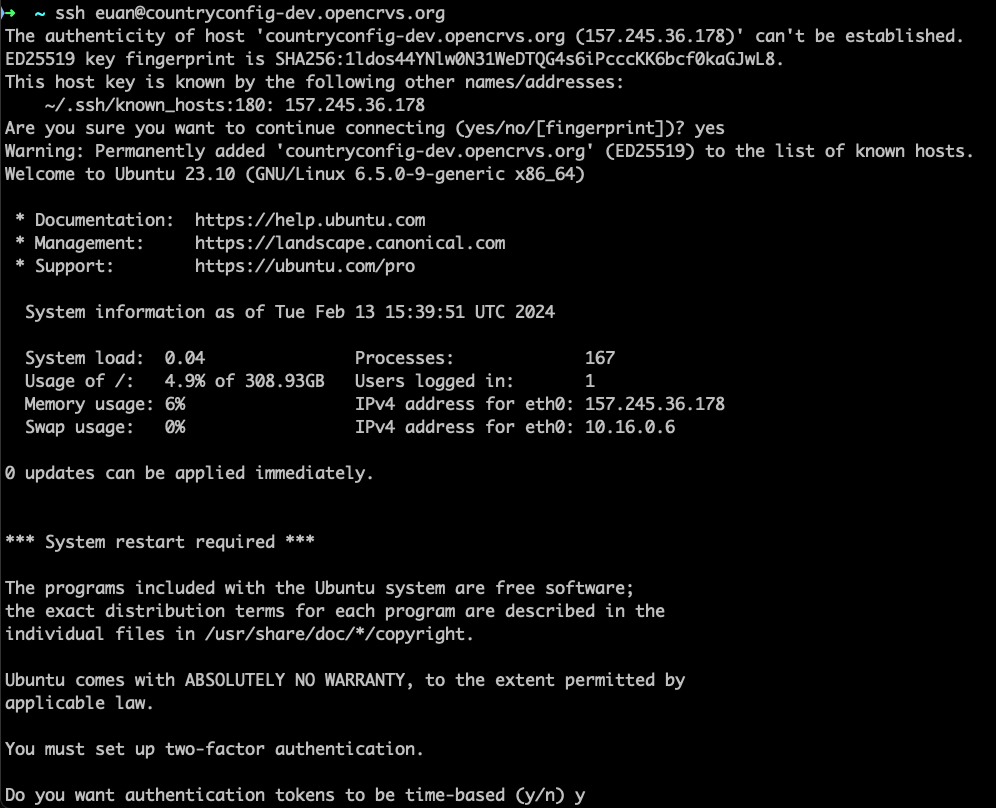 → ~ ssh euan@countryconfig-dev.opencrvs.org
The authenticity of host 'countryconfig-dev.opencrvs.org (157.245.36.178)' can't be established.
ED25519 key fingerprint is SHA256:1ldos44YNlw0N31WeDTQG4s6iPcccKK6bcf0kaGJwL8.
This host key is known by the following other names/addresses:
    ~/.ssh/known_hosts:180: 157.245.36.178
Are you sure you want to continue connecting (yes/no/[fingerprint])? yes
Warning: Permanently added 'countryconfig-dev.opencrvs.org' (ED25519) to the list of known hosts.
Welcome to Ubuntu 23.10 (GNU/Linux 6.5.0-9-generic x86_64)

 * Documentation:  https://help.ubuntu.com
 * Management:     https://landscape.canonical.com
 * Support:        https://ubuntu.com/pro

  System information as of Tue Feb 13 15:39:51 UTC 2024

  System load:  0.04               Processes:             167
  Usage of /:   4.9% of 308.93GB   Users logged in:       1
  Memory usage: 6%                 IPv4 address for eth0: 157.245.36.178
  Swap usage:   0%                 IPv4 address for eth0: 10.16.0.6

0 updates can be applied immediately.


*** System restart required ***

The programs included with the Ubuntu system are free software;
the exact distribution terms for each program are described in the
individual files in /usr/share/doc/*/copyright.

Ubuntu comes with ABSOLUTELY NO WARRANTY, to the extent permitted by
applicable law.

You must set up two-factor authentication.

Do you want authentication tokens to be time-based (y/n) y